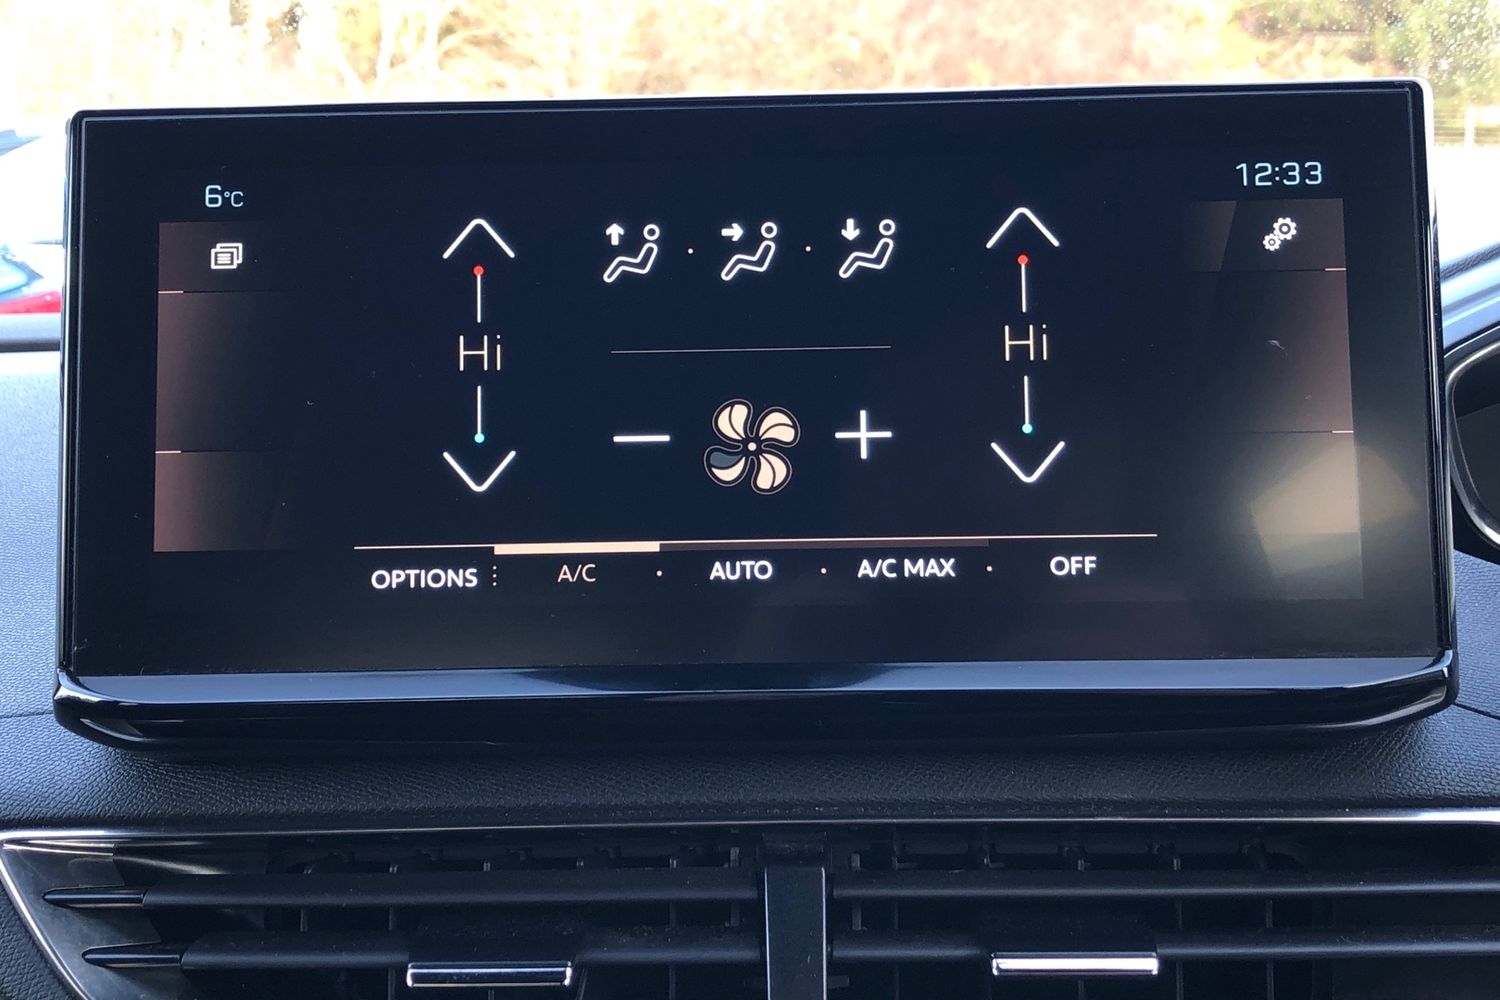 6°C
12:33
Hi
Hi
OPTIONS A/C AUTO A/C MAX OFF